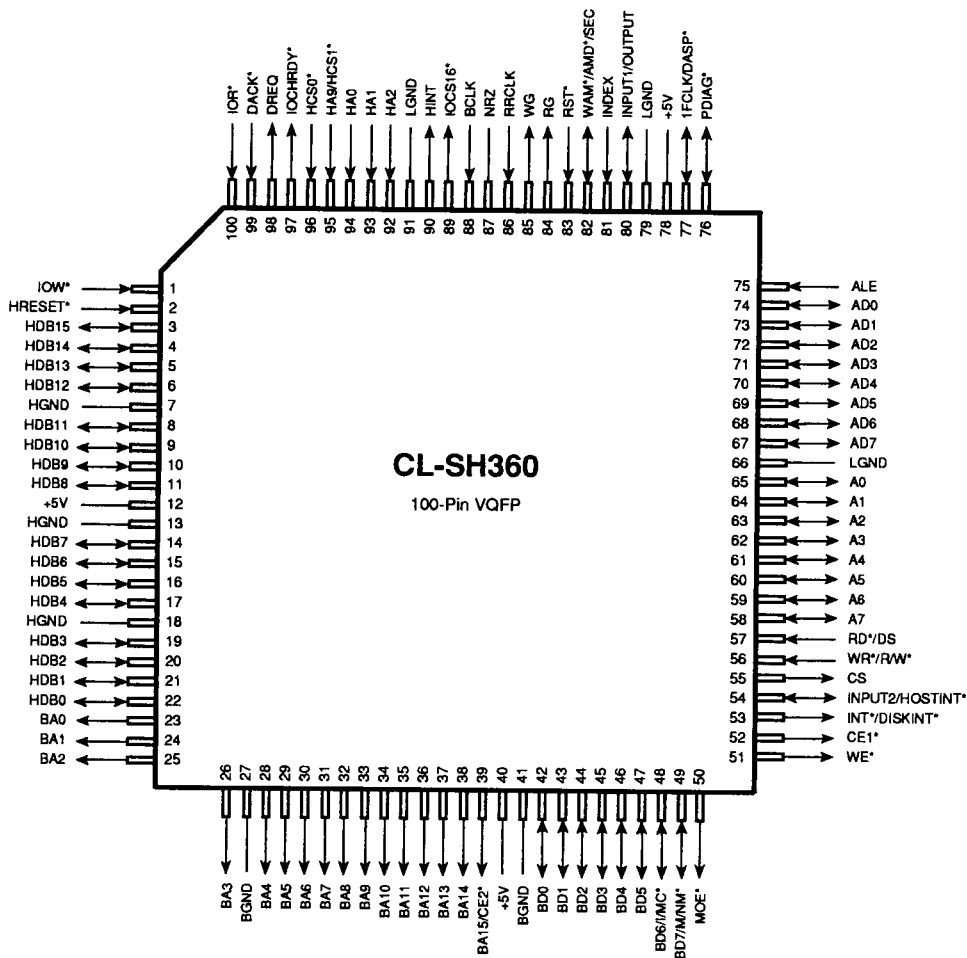 IOR*
DACK*
DREQ
IOCHRDY*
HCS0*
HA9/HCS1*
HA0
HA1
HA2
LGND
HINT
IOCS16*
BCLK
NRZ
RRCLK
WG
RG
RST*
WAM*/AMD*/SEC
INDEX
INPUT1/OUTPUT
LGND
+5V
1FCLK/DASP*
PDIAG*
100
99
98
97
96
95
94
93
92
91
90
89
88
87
86
85
84
83
82
81
80
79
78
77
76
IOW* 1
HRESET* 2
HDB15 3
HDB14 4
HDB13 5
HDB12 6
HGND 7
HDB11 8
HDB10 9
HDB9 10
HDB8 11
+5V 12
HGND 13
HDB7 14
HDB6 15
HDB5 16
HDB4 17
HGND 18
HDB3 19
HDB2 20
HDB1 21
HDB0 22
BA0 23
BA1 24
BA2 25
CL-SH360
100-Pin VQFP
75 ALE
74 AD0
73 AD1
72 AD2
71 AD3
70 AD4
69 AD5
68 AD6
67 AD7
66 LGND
65 A0
64 A1
63 A2
62 A3
61 A4
60 A5
59 A6
58 A7
57 RD*/DS
56 WR*/R/W*
55 CS
54 INPUT2/HOSTINT*
53 INT*/DISKINT*
52 CE1*
51 WE*
26
27
28
29
30
31
32
33
34
35
36
37
38
39
40
41
42
43
44
45
46
47
48
49
50
BA3
BGND
BA4
BA5
BA6
BA7
BA8
BA9
BA10
BA11
BA12
BA13
BA14
BA15/CE2*
+5V
BGND
BD0
BD1
BD2
BD3
BD4
BD5
BD6/I/MC*
BD7/M/NM*
MOE*